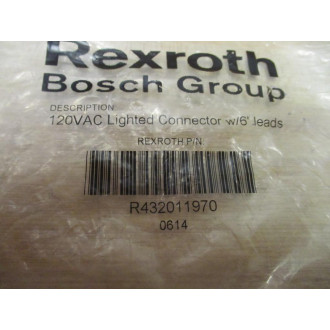 Rexroth
Bosch Group
DESCRIPTION
120VAC Lighted Connector w/6' leads
REXROTH P/N
R432011970
0614